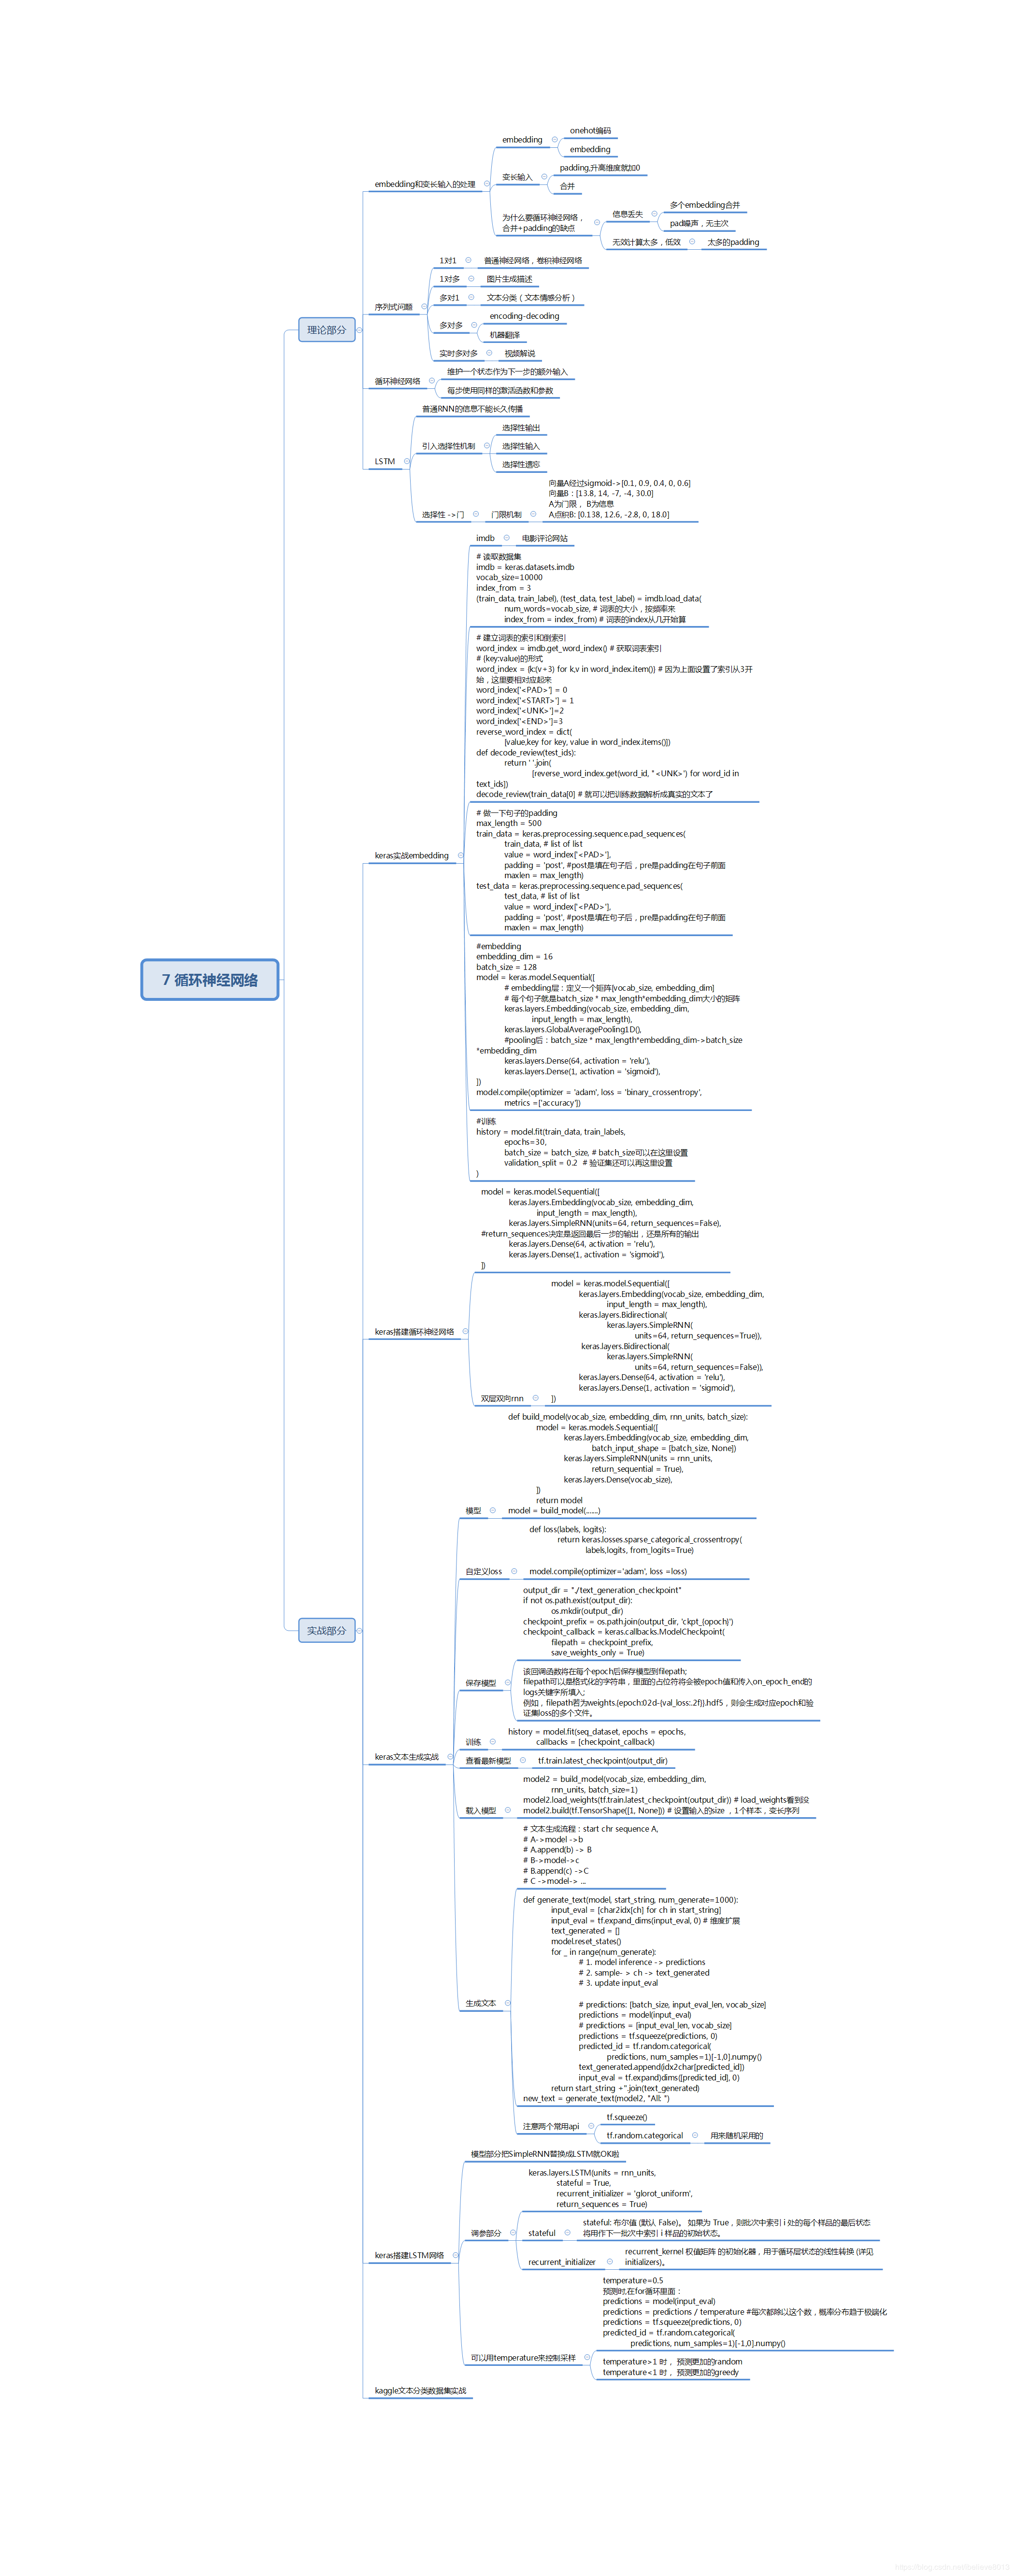 7 循环神经网络
理论部分
embedding和变长输入的处理
embedding
onehot编码
embedding
变长输入
padding,升高维度就加0
合并
为什么要循环神经网络，
合并+padding的缺点
信息丢失
多个embedding合并
pad噪声，无主次
无效计算太多，低效
太多的padding
序列式问题
1对1
普通神经网络，卷积神经网络
1对多
图片生成描述
多对1
文本分类（文本情感分析）
多对多
encoding-decoding
机器翻译
实时多对多
视频解说
循环神经网络
维护一个状态作为下一步的额外输入
每步使用同样的激活函数和参数
LSTM
普通RNN的信息不能长久传播
引入选择性机制
选择性输出
选择性输入
选择性遗忘
选择性 ->门
门限机制
向量A经过sigmoid->[0.1, 0.9, 0.4, 0, 0.6]
向量B：[13.8, 14, -7, -4, 30.0]
A为门限， B为信息
A点积B: [0.138, 12.6, -2.8, 0, 18.0]
实战部分
keras实战embedding
imdb
电影评论网站
# 读取数据集
imdb = keras.datasets.imdb
vocab_size=10000
index_from = 3
(train_data, train_label), (test_data, test_label) = imdb.load_data(
num_words=vocab_size, # 词表的大小，按频率来
index_from = index_from) # 词表的index从几开始算
# 建立词表的索引和倒索引
word_index = imdb.get_word_index() # 获取词表索引
# {key:value}的形式
word_index = {k:(v+3) for k,v in word_index.item()} # 因为上面设置了索引从3开
始，这里要相对应起来
word_index['<PAD>'] = 0
word_index['<START>'] = 1
word_index['<UNK>']=2
word_index['<END>']=3
reverse_word_index = dict(
[value,key for key, value in word_index.items()])
def decode_review(test_ids):
return ' '.join(
[reverse_word_index.get(word_id, "<UNK>') for word_id in
text_ids])
decode_review(train_data[0] # 就可以把训练数据解析成真实的文本了
# 做一下句子的padding
max_length = 500
train_data = keras.preprocessing.sequence.pad_sequences(
train_data, # list of list
value = word_index['<PAD>'],
padding = 'post', #post是填在句子后，pre是padding在句子前面
maxlen = max_length)
test_data = keras.preprocessing.sequence.pad_sequences(
test_data, # list of list
value = word_index['<PAD>'],
padding = 'post', #post是填在句子后，pre是padding在句子前面
maxlen = max_length)
#embedding
embedding_dim = 16
batch_size = 128
model = keras.model.Sequential([
# embedding层：定义一个矩阵[vocab_size, embedding_dim]
# 每个句子就是batch_size * max_length*embedding_dim大小的矩阵
keras.layers.Embedding(vocab_size, embedding_dim,
input_length = max_length),
keras.layers.GlobalAveragePooling1D(),
#pooling后：batch_size * max_length*embedding_dim->batch_size
*embedding_dim
keras.layers.Dense(64, activation = 'relu'),
keras.layers.Dense(1, activation = 'sigmoid'),
])
model.compile(optimizer = 'adam', loss = 'binary_crossentropy',
metrics =['accuracy'])
#训练
history = model.fit(train_data, train_labels,
epochs=30,
batch_size = batch_size, # batch_size可以在这里设置
validation_split = 0.2  # 验证集还可以再这里设置
)
keras搭建循环神经网络
model = keras.model.Sequential([
keras.layers.Embedding(vocab_size, embedding_dim,
input_length = max_length),
keras.layers.SimpleRNN(units=64, return_sequences=False),
#return_sequences决定是返回最后一步的输出，还是所有的输出
keras.layers.Dense(64, activation = 'relu'),
keras.layers.Dense(1, activation = 'sigmoid'),
])
双层双向rnn
model = keras.model.Sequential([
keras.layers.Embedding(vocab_size, embedding_dim,
input_length = max_length),
keras.layers.Bidirectional(
keras.layers.SimpleRNN(
units=64, return_sequences=True)),
keras.layers.Bidirectional(
keras.layers.SimpleRNN(
units=64, return_sequences=False)),
keras.layers.Dense(64, activation = 'relu'),
keras.layers.Dense(1, activation = 'sigmoid'),
])
keras文本生成实战
模型
def build_model(vocab_size, embedding_dim, rnn_units, batch_size):
model = keras.models.Sequential([
keras.layers.Embedding(vocab_size, embedding_dim,
batch_input_shape = [batch_size, None])
keras.layers.SimpleRNN(units = rnn_units,
return_sequential = True),
keras.layers.Dense(vocab_size),
])
return model
model = build_model(......)
自定义loss
def loss(labels, logits):
return keras.losses.sparse_categorical_crossentropy(
labels,logits, from_logits=True)
model.compile(optimizer='adam', loss =loss)
保存模型
output_dir = "./text_generation_checkpoint"
if not os.path.exist(output_dir):
os.mkdir(output_dir)
checkpoint_prefix = os.path.join(output_dir, 'ckpt_{epoch}')
checkpoint_callback = keras.callbacks.ModelCheckpoint(
filepath = checkpoint_prefix,
save_weights_only = True)
该回调函数将在每个epoch后保存模型到filepath;
filepath可以是格式化的字符串，里面的占位符将会被epoch值和传入on_epoch_end的
logs关键字所填入;
例如，filepath若为weights.{epoch:02d-{val_loss:.2f}}.hdf5，则会生成对应epoch和验
证集loss的多个文件。
训练
history = model.fit(seq_dataset, epochs = epochs,
callbacks = [checkpoint_callback)
查看最新模型
tf.train.latest_checkpoint(output_dir)
载入模型
model2 = build_model(vocab_size, embedding_dim,
rnn_units, batch_size=1)
model2.load_weights(tf.train.latest_checkpoint(output_dir)) # load_weights看到没
model2.build(tf.TensorShape([1, None])) # 设置输入的size ，1个样本，变长序列
生成文本
# 文本生成流程：start chr sequence A,
# A->model ->b
# A.append(b) -> B
# B->model->c
# B.append(c) ->C
# C ->model-> ...
def generate_text(model, start_string, num_generate=1000):
input_eval = [char2idx[ch] for ch in start_string]
input_eval = tf.expand_dims(input_eval, 0) # 维度扩展
text_generated = []
model.reset_states()
for _ in range(num_generate):
# 1. model inference -> predictions
# 2. sample- > ch -> text_generated
# 3. update input_eval
# predictions: [batch_size, input_eval_len, vocab_size]
predictions = model(input_eval)
# predictions = [input_eval_len, vocab_size]
predictions = tf.squeeze(predictions, 0)
predicted_id = tf.random.categorical(
predictions, num_samples=1)[-1,0].numpy()
text_generated.append(idx2char[predicted_id])
input_eval = tf.expand)dims([predicted_id], 0)
return start_string +''.join(text_generated)
new_text = generate_text(model2, "All: ")
注意两个常用api
tf.squeeze()
tf.random.categorical
用来随机采用的
keras搭建LSTM网络
模型部分把SimpleRNN替换成LSTM就OK啦
调参部分
keras.layers.LSTM(units = rnn_units,
stateful = True,
recurrent_initializer = 'glorot_uniform',
return_sequences = True)
stateful
stateful: 布尔值 (默认 False)。 如果为 True，则批次中索引 i 处的每个样品的最后状态
将用作下一批次中索引 i 样品的初始状态。
recurrent_initializer
recurrent_kernel 权值矩阵 的初始化器，用于循环层状态的线性转换 (详见
initializers)。
可以用temperature来控制采样
temperature=0.5
预测时,在for循环里面：
predictions = model(input_eval)
predictions = predictions / temperature #每次都除以这个数，概率分布趋于极端化
predictions = tf.squeeze(predictions, 0)
predicted_id = tf.random.categorical(
predictions, num_samples=1)[-1,0].numpy()
temperature>1 时， 预测更加的random
temperature<1 时， 预测更加的greedy
kaggle文本分类数据集实战